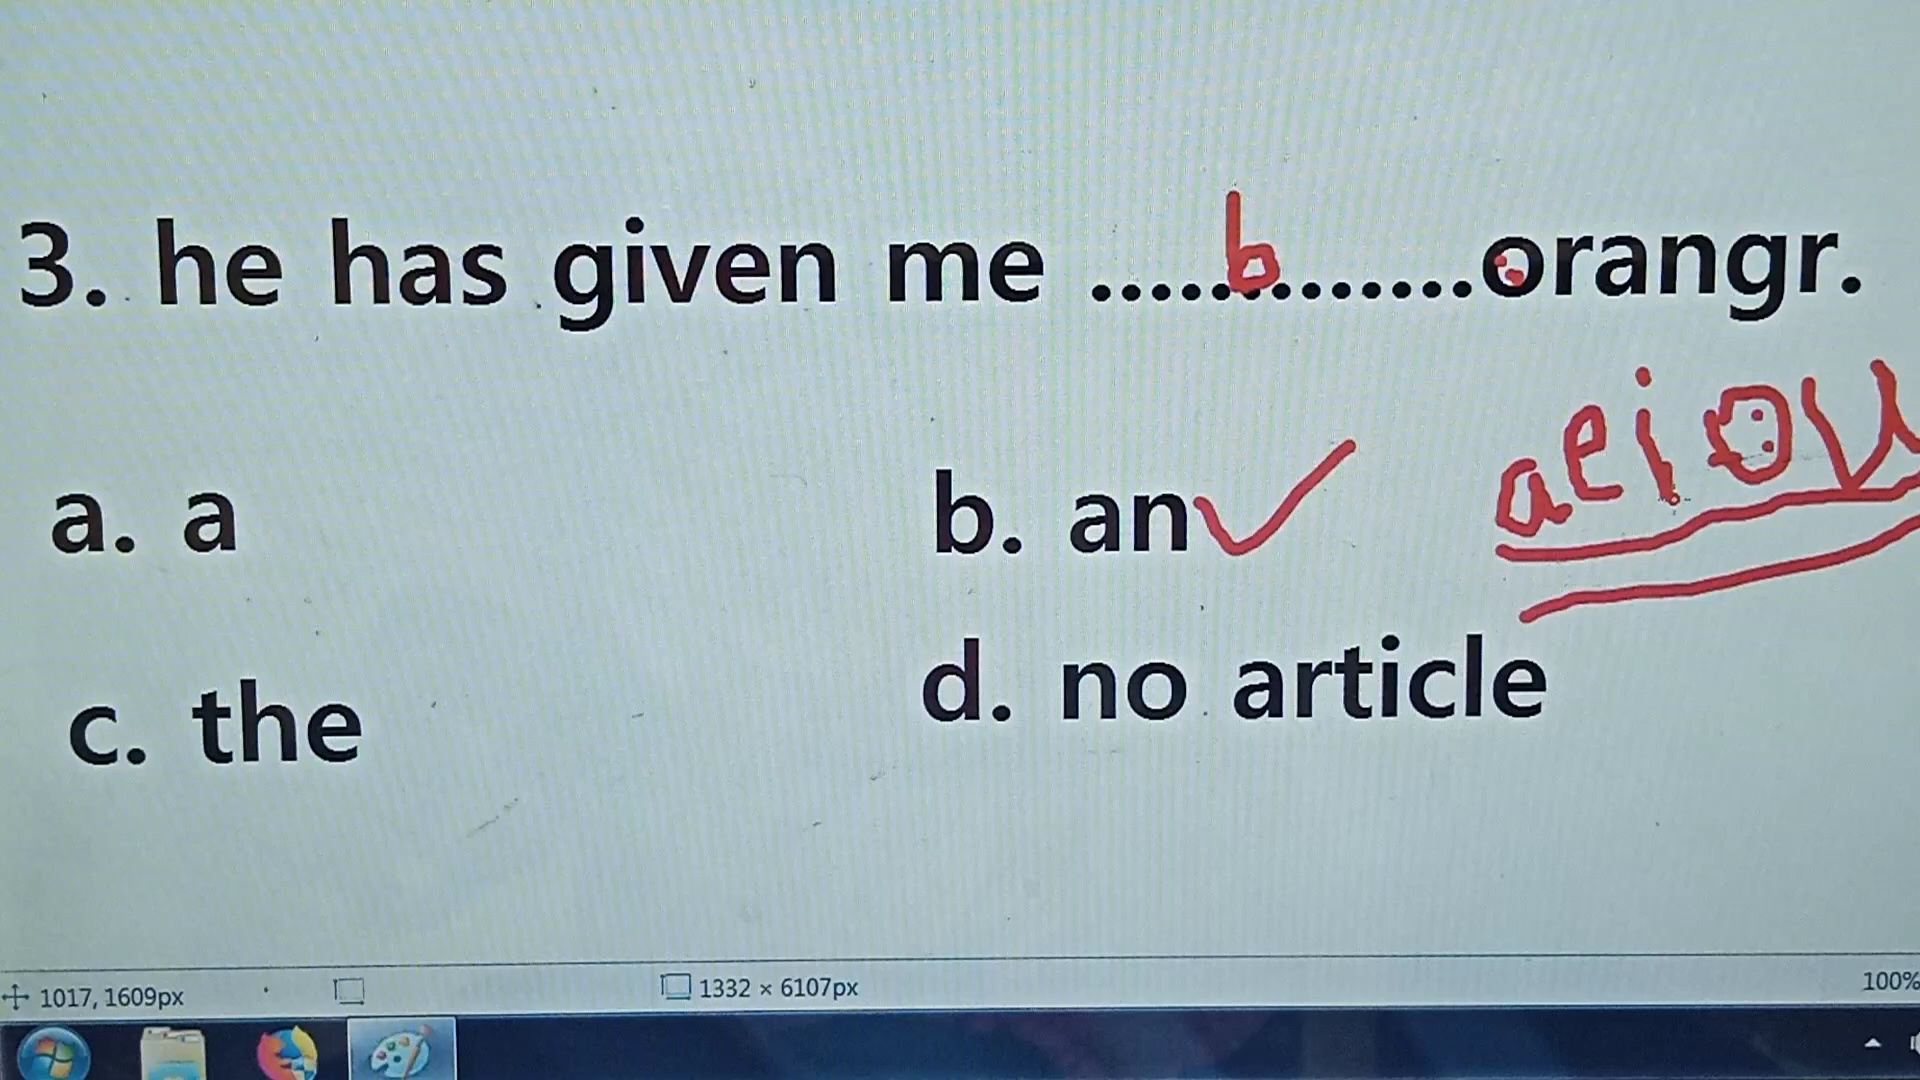 3. he has given me .............orangr.
b
aeiou
a. a
b. an
c. the
d. no article
1017, 1609px
1332 × 6107px
100%